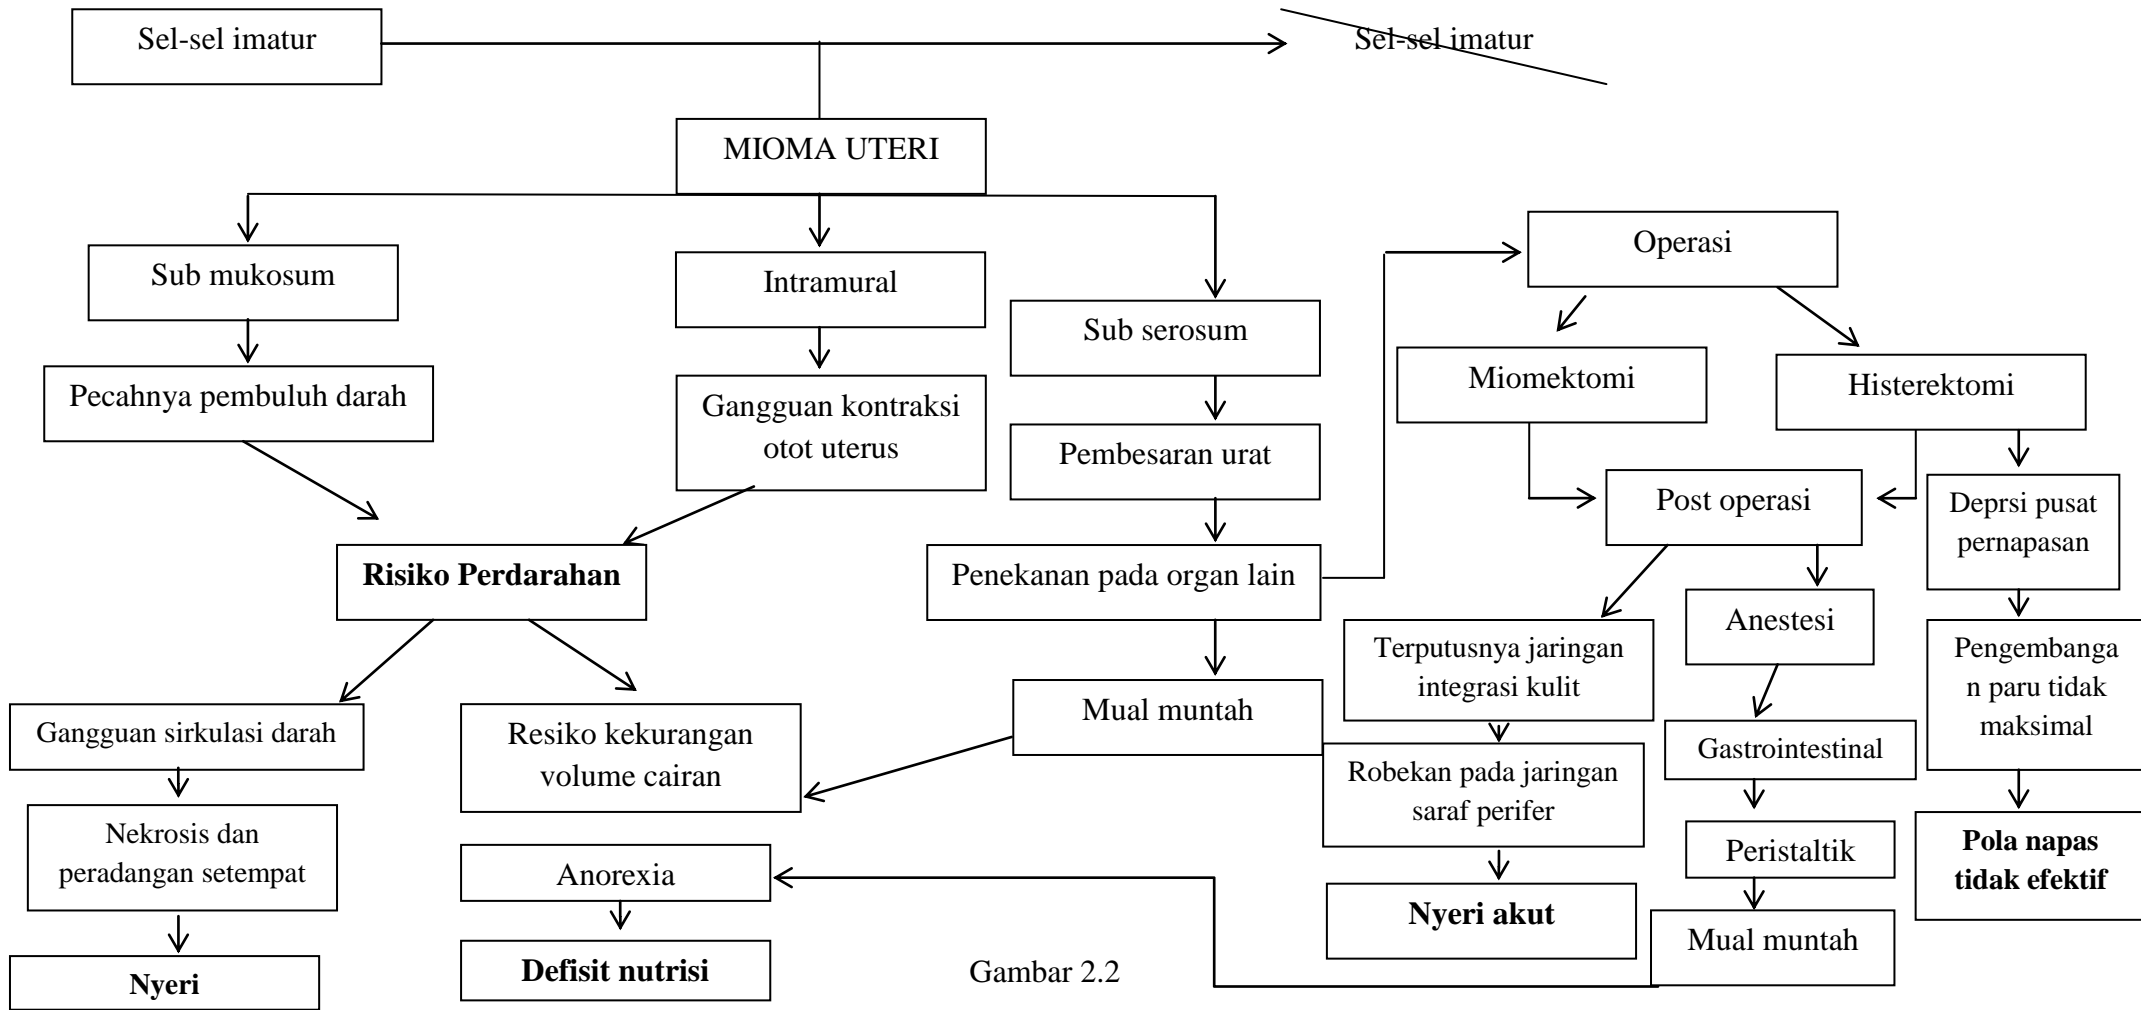 Sel-sel imatur
Sel-sel imatur
MIOMA UTERI
Sub mukosum
Intramural
Sub serosum
Operasi
Pecahnya pembuluh darah
Gangguan kontraksi
otot uterus
Pembesaran urat
Miomektomi
Histerektomi
Risiko Perdarahan
Penekanan pada organ lain
Post operasi
Deprsi pusat
pernapasan
Terputusnya jaringan
integrasi kulit
Anestesi
Pengembanga
n paru tidak
maksimal
Gangguan sirkulasi darah
Resiko kekurangan
volume cairan
Mual muntah
Robekan pada jaringan
saraf perifer
Gastrointestinal
Nekrosis dan
peradangan setempat
Anorexia
Peristaltik
Pola napas
tidak efektif
Nyeri akut
Mual muntah
Nyeri
Defisit nutrisi
Gambar 2.2